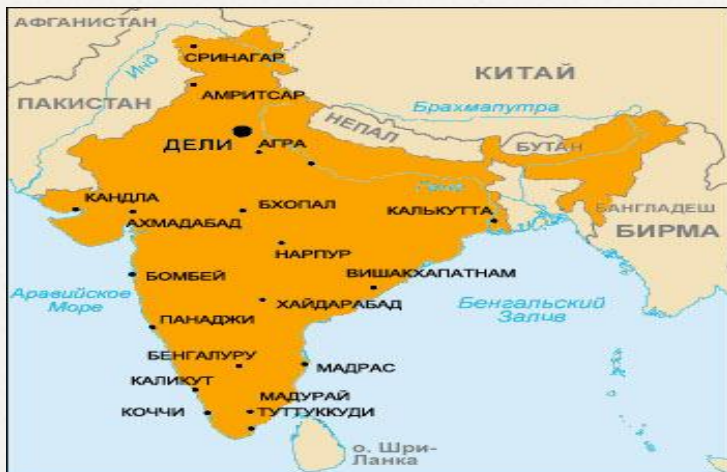 АФГАНИСТАН
СРИНАГАР
Инд
КИТАЙ
ПАКИСТАН
АМРИТСАР
Брахмапутра
НЕПАЛ
ДЕЛИ
АГРА
БУТАН
Ганг
КАНДЛА
БХОПАЛ
КАЛЬКУТТА
БАНГЛАДЕШ
АХМАДАБАД
БИРМА
НАРПУР
БОМБЕЙ
ВИШАКХАПАТНАМ
Аравийское
Море
ХАЙДАРАБАД
Бенгальский
Залив
ПАНАДЖИ
БЕНГАЛУРУ
МАДРАС
КАЛИКУТ
МАДУРАЙ
КОЧЧИ
ТУТТУККУДИ
о. Шри-
Ланка